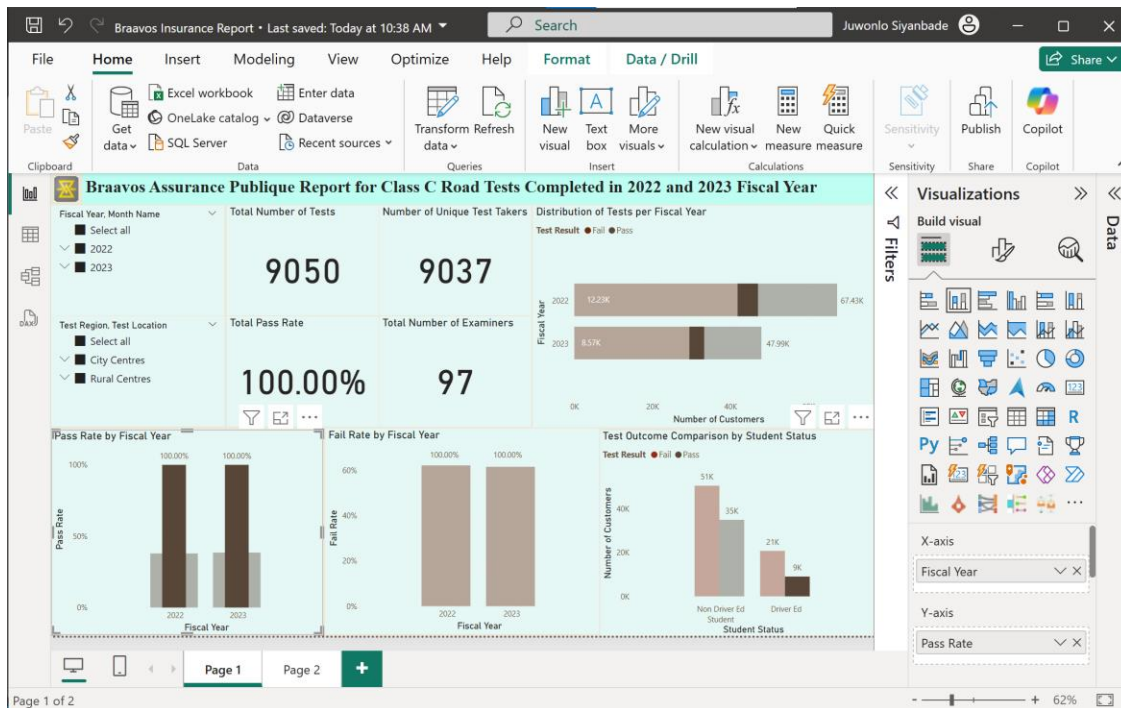 Braavos Insurance Report • Last saved: Today at 10:38 AM
Search
Juwonlo Siyanbade
File Home Insert Modeling View Optimize Help Format Data / Drill
Share
Paste
Clipboard
Get data
Excel workbook
OneLake catalog
SQL Server
Enter data
Dataverse
Recent sources
Data
Transform data
Refresh
Queries
New visual
Text box
More visuals
Insert
New visual calculation
New measure
Quick measure
Calculations
Sensitivity
Sensitivity
Publish
Share
Copilot
Copilot
Braavos Assurance Publique Report for Class C Road Tests Completed in 2022 and 2023 Fiscal Year
Fiscal Year, Month Name
Select all
2022
2023
Total Number of Tests
9050
Number of Unique Test Takers
9037
Test Region, Test Location
Select all
City Centres
Rural Centres
Total Pass Rate
100.00%
Total Number of Examiners
97
Distribution of Tests per Fiscal Year
Test Result Fail Pass
Fiscal Year
2022
12.23K
67.43K
2023
8.57K
47.99K
0K 20K 40K
Number of Customers
Pass Rate by Fiscal Year
Pass Rate
100%
50%
0%
100.00% 100.00%
2022 2023
Fiscal Year
Fail Rate by Fiscal Year
Fail Rate
60%
40%
20%
0%
100.00% 100.00%
2022 2023
Fiscal Year
Test Outcome Comparison by Student Status
Test Result Fail Pass
Number of Customers
40K
20K
0K
51K
35K
21K
9K
Non Driver Ed Student
Driver Ed
Student Status
Filters
Visualizations
Build visual
123
R
Py
X-axis
Fiscal Year
Y-axis
Pass Rate
Data
Page 1
Page 2
Page 1 of 2
62%